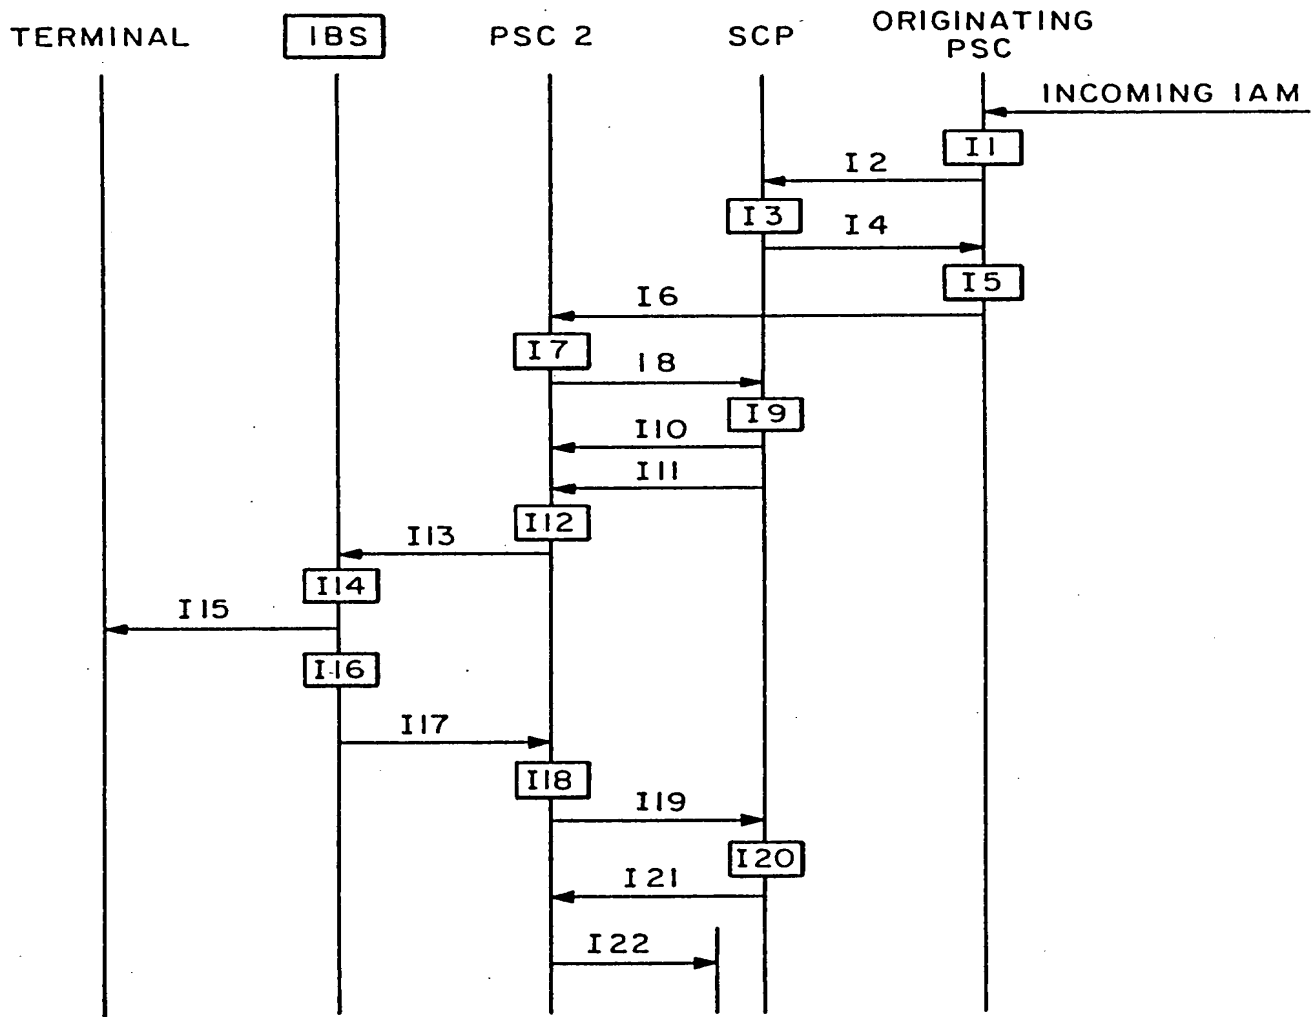 TERMINAL
IBS
PSC 2
SCP
ORIGINATING
PSC
INCOMING IAM
I1
I2
I3
I4
I5
I6
I7
I8
I9
I10
I11
I12
I13
I14
I15
I16
I17
I18
I19
I20
I21
I22